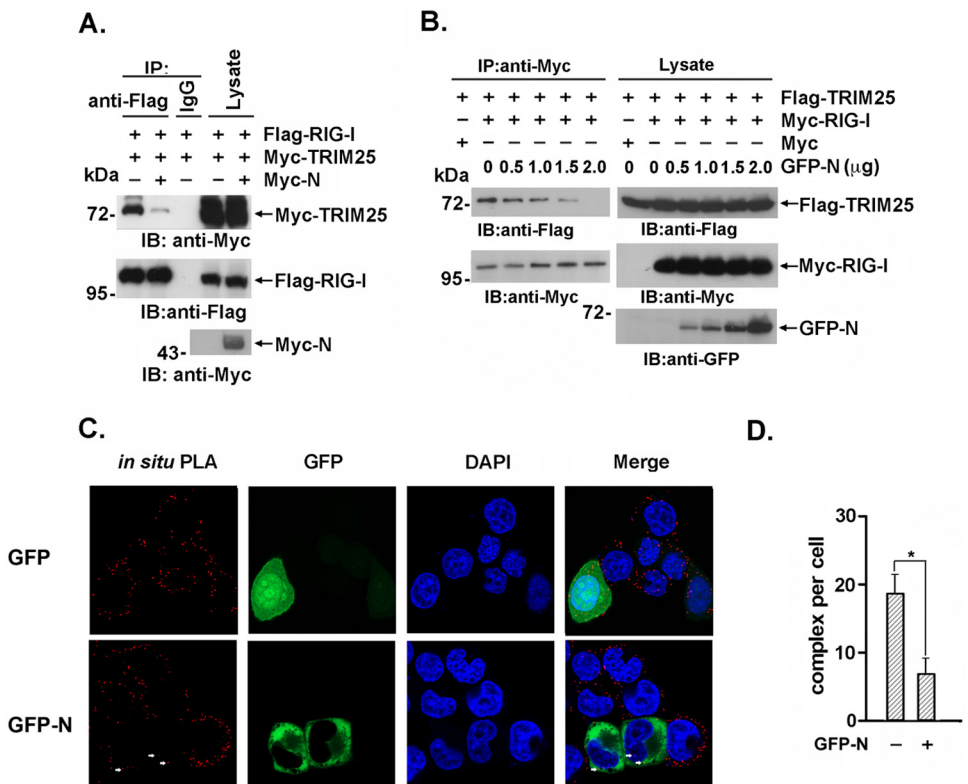 A.
IP:
anti-Flag IgG Lysate
+ + + + + Flag-RIG-I
+ + + + + Myc-TRIM25
− + − − + Myc-N
kDa
72- Myc-TRIM25
IB: anti-Myc
95- Flag-RIG-I
IB:anti-Flag
43- Myc-N
IB: anti-Myc
B.
IP:anti-Myc Lysate
+ + + + + + + + + + + + Flag-TRIM25
− + + + + + − + + + + + Myc-RIG-I
+ + Myc
kDa 0 0.5 1.0 1.5 2.0 0 0 0.5 1.0 1.5 2.0 GFP-N (μg)
72- Flag-TRIM25
IB:anti-Flag IB:anti-Flag
95- Myc-RIG-I
IB:anti-Myc IB:anti-Myc
72- GFP-N
IB:anti-GFP
C.
in situ PLA GFP DAPI Merge
GFP
GFP-N
D.
complex per cell
30
20
10
0
*
GFP-N − +